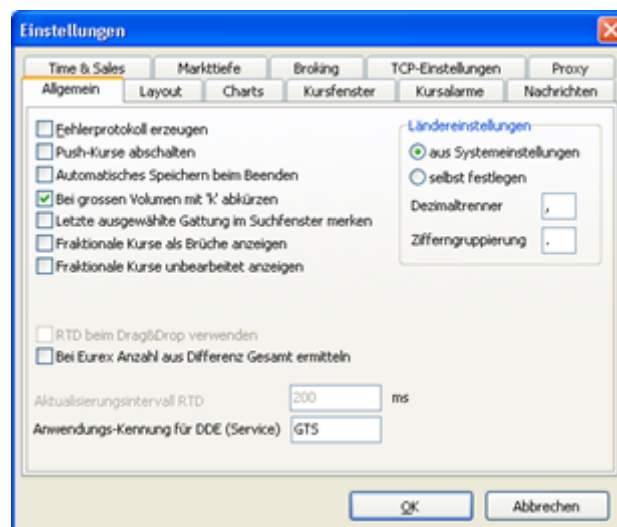 Einstellungen
Time & Sales Markttiefe Broking TCP-Einstellungen Proxy
Allgemein Layout Charts Kursfenster Kursalarme Nachrichten
Fehlerprotokoll erzeugen
Push-Kurse abschalten
Automatisches Speichern beim Beenden
Bei grossen Volumen mit 'k' abkürzen
Letzte ausgewählte Gattung im Suchfenster merken
Fraktionale Kurse als Brüche anzeigen
Fraktionale Kurse unbearbeitet anzeigen
Ländereinstellungen
aus Systemeinstellungen
selbst festlegen
Dezimaltrenner ,
Zifferngruppierung .
RTD beim Drag&Drop verwenden
Bei Eurex Anzahl aus Differenz Gesamt ermitteln
Aktualisierungsintervall RTD 200 ms
Anwendungs-Kennung für DDE (Service) GTS
OK Abbrechen